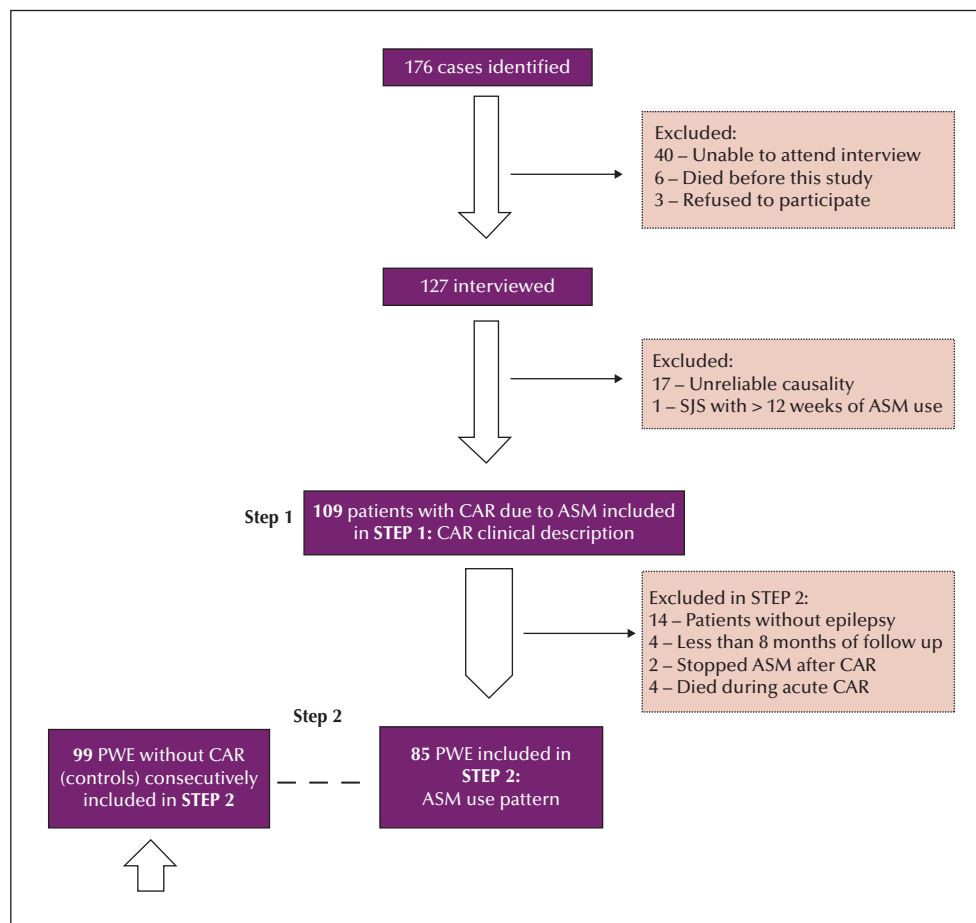 176 cases identified
Excluded:
40 – Unable to attend interview
6 – Died before this study
3 – Refused to participate
127 interviewed
Excluded:
17 – Unreliable causality
1 – SJS with > 12 weeks of ASM use
Step 1
109 patients with CAR due to ASM included
in STEP 1: CAR clinical description
Excluded in STEP 2:
14 – Patients without epilepsy
4 – Less than 8 months of follow up
2 – Stopped ASM after CAR
4 – Died during acute CAR
Step 2
99 PWE without CAR
(controls) consecutively
included in STEP 2
85 PWE included in
STEP 2:
ASM use pattern